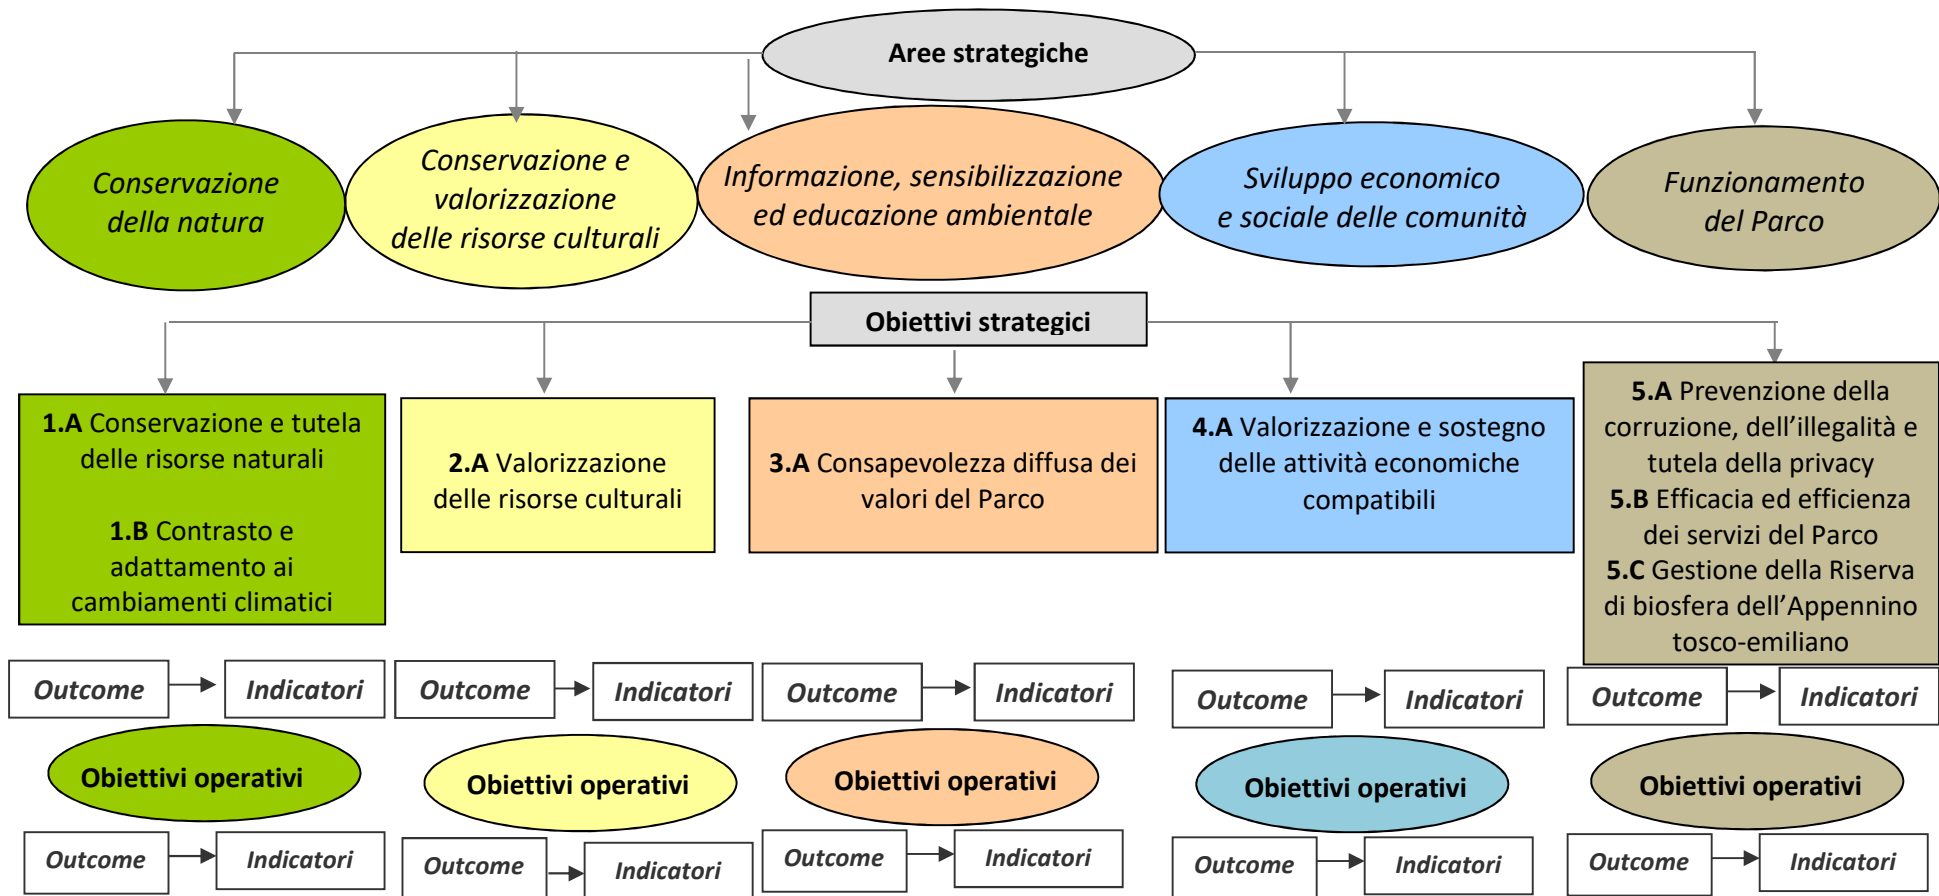 Aree strategiche
Conservazione
della natura
Conservazione e
valorizzazione
delle risorse culturali
Informazione, sensibilizzazione
ed educazione ambientale
Sviluppo economico
e sociale delle comunità
Funzionamento
del Parco
Obiettivi strategici
1.A Conservazione e tutela
delle risorse naturali
1.B Contrasto e
adattamento ai
cambiamenti climatici
2.A Valorizzazione
delle risorse culturali
3.A Consapevolezza diffusa dei
valori del Parco
4.A Valorizzazione e sostegno
delle attività economiche
compatibili
5.A Prevenzione della
corruzione, dell’illegalità e
tutela della privacy
5.B Efficacia ed efficienza
dei servizi del Parco
5.C Gestione della Riserva
di biosfera dell’Appennino
tosco-emiliano
Outcome
Indicatori
Outcome
Indicatori
Outcome
Indicatori
Outcome
Indicatori
Outcome
Indicatori
Obiettivi operativi
Obiettivi operativi
Obiettivi operativi
Obiettivi operativi
Obiettivi operativi
Outcome
Indicatori
Outcome
Indicatori
Outcome
Indicatori
Outcome
Indicatori
Outcome
Indicatori